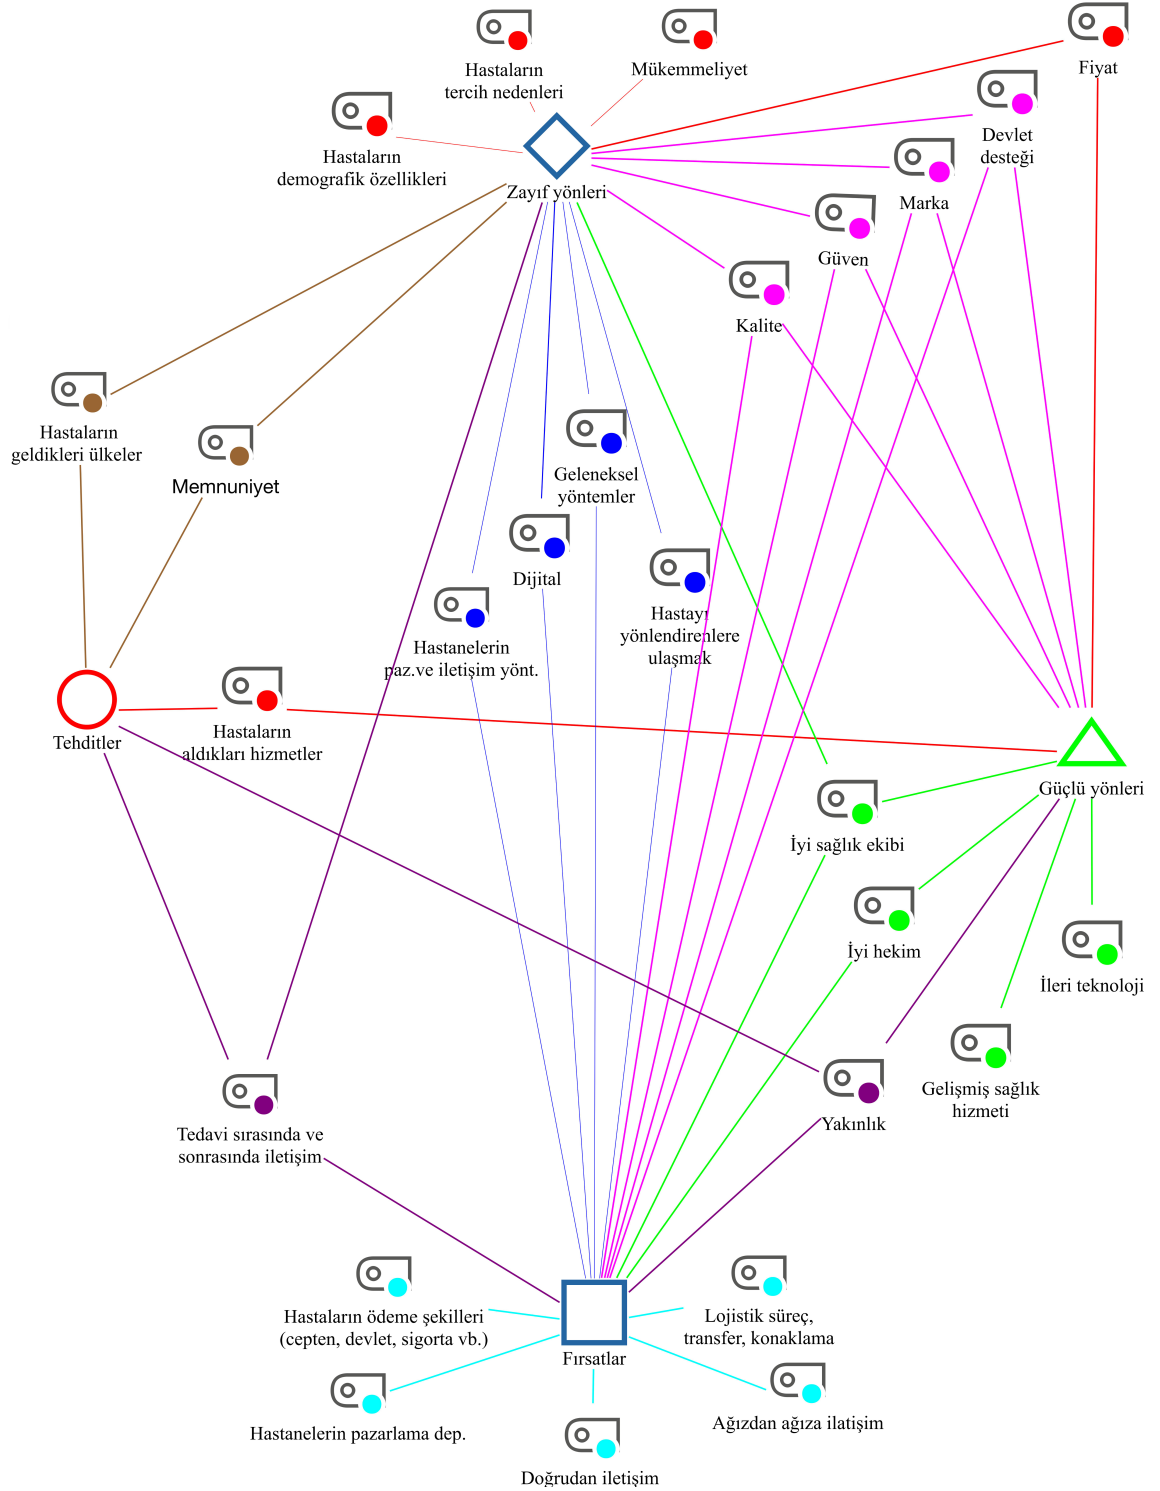 Hastaların
tercih nedenleri
Mükemmeliyet
Fiyat
Hastaların
demografik özellikleri
Devlet
desteği
Zayıf yönleri
Marka
Güven
Kalite
Hastaların
geldikleri ülkeler
Memnuniyet
Geleneksel
yöntemler
Dijital
Hastayı
yönlendirenlere
ulaşmak
Hastanelerin
paz.ve iletişim yönt.
Tehditler
Hastaların
aldıkları hizmetler
Güçlü yönleri
İyi sağlık ekibi
İyi hekim
İleri teknoloji
Gelişmiş sağlık
hizmeti
Yakınlık
Tedavi sırasında ve
sonrasında iletişim
Hastaların ödeme şekilleri
(cepten, devlet, sigorta vb.)
Lojistik süreç,
transfer, konaklama
Fırsatlar
Hastanelerin pazarlama dep.
Ağızdan ağıza ilatişim
Doğrudan iletişim